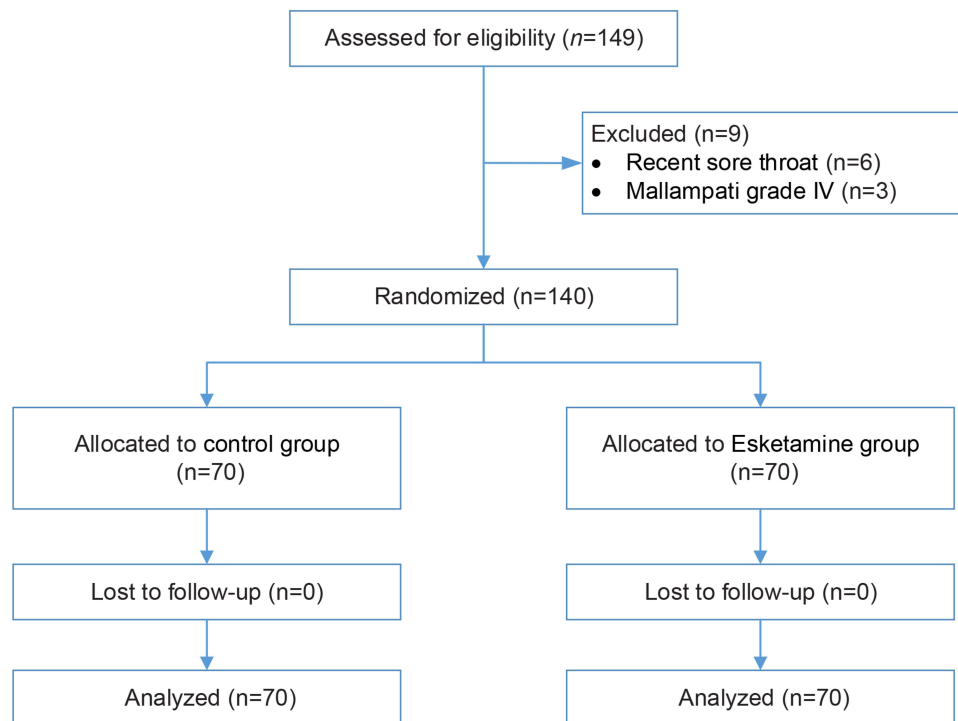 Assessed for eligibility (n=149)
Excluded (n=9)
• Recent sore throat (n=6)
• Mallampati grade IV (n=3)
Randomized (n=140)
Allocated to control group
(n=70)
Allocated to Esketamine group
(n=70)
Lost to follow-up (n=0)
Lost to follow-up (n=0)
Analyzed (n=70)
Analyzed (n=70)